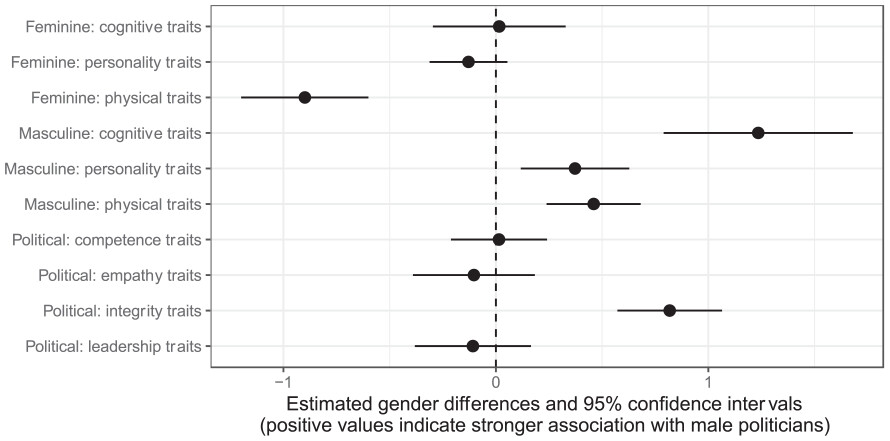 Feminine: cognitive traits
Feminine: personality traits
Feminine: physical traits
Masculine: cognitive traits
Masculine: personality traits
Masculine: physical traits
Political: competence traits
Political: empathy traits
Political: integrity traits
Political: leadership traits
−1 0 1
Estimated gender differences and 95% confidence intervals
(positive values indicate stronger association with male politicians)